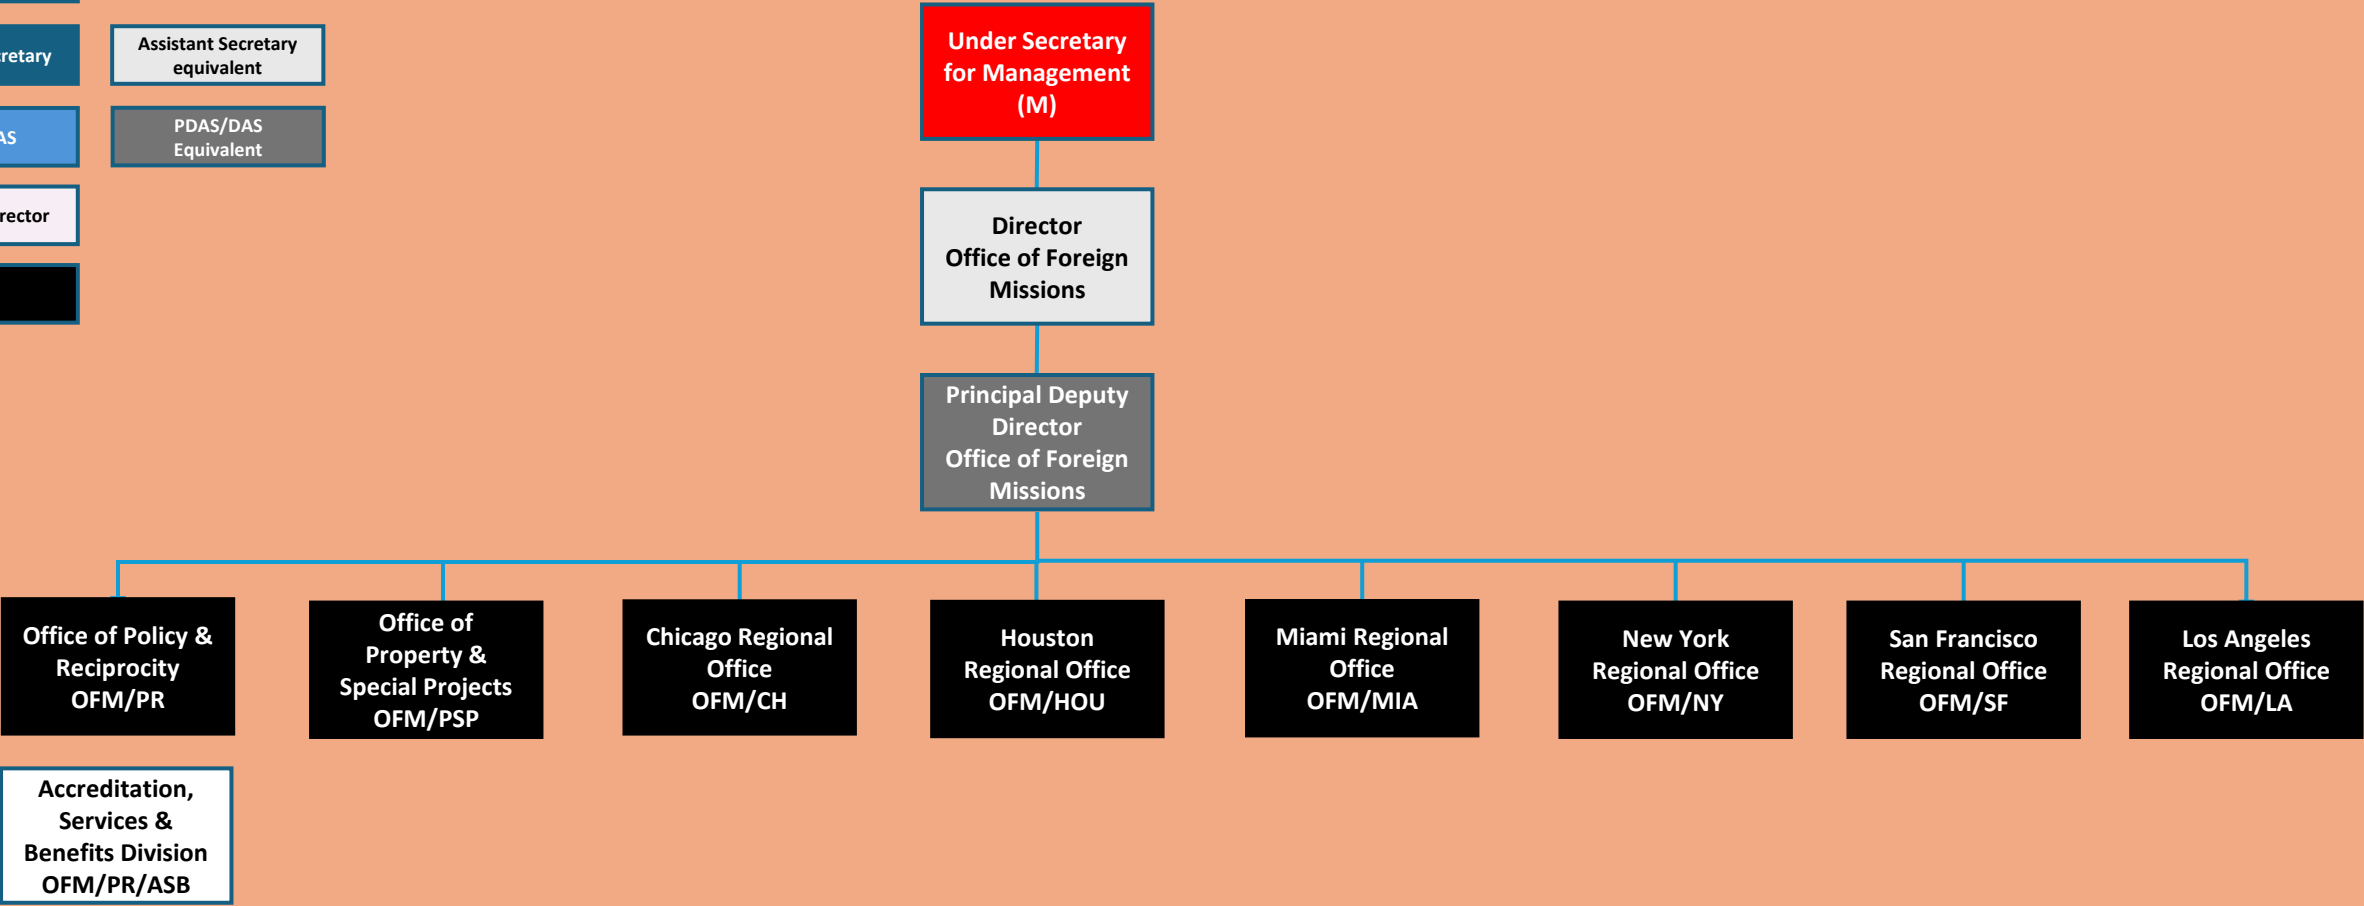 Assistant Secretary
equivalent
PDAS/DAS
Equivalent
Under Secretary
for Management
(M)
Director
Office of Foreign
Missions
Principal Deputy
Director
Office of Foreign
Missions
Office of Policy &
Reciprocity
OFM/PR
Office of
Property &
Special Projects
OFM/PSP
Chicago Regional
Office
OFM/CH
Houston
Regional Office
OFM/HOU
Miami Regional
Office
OFM/MIA
New York
Regional Office
OFM/NY
San Francisco
Regional Office
OFM/SF
Los Angeles
Regional Office
OFM/LA
Accreditation,
Services &
Benefits Division
OFM/PR/ASB